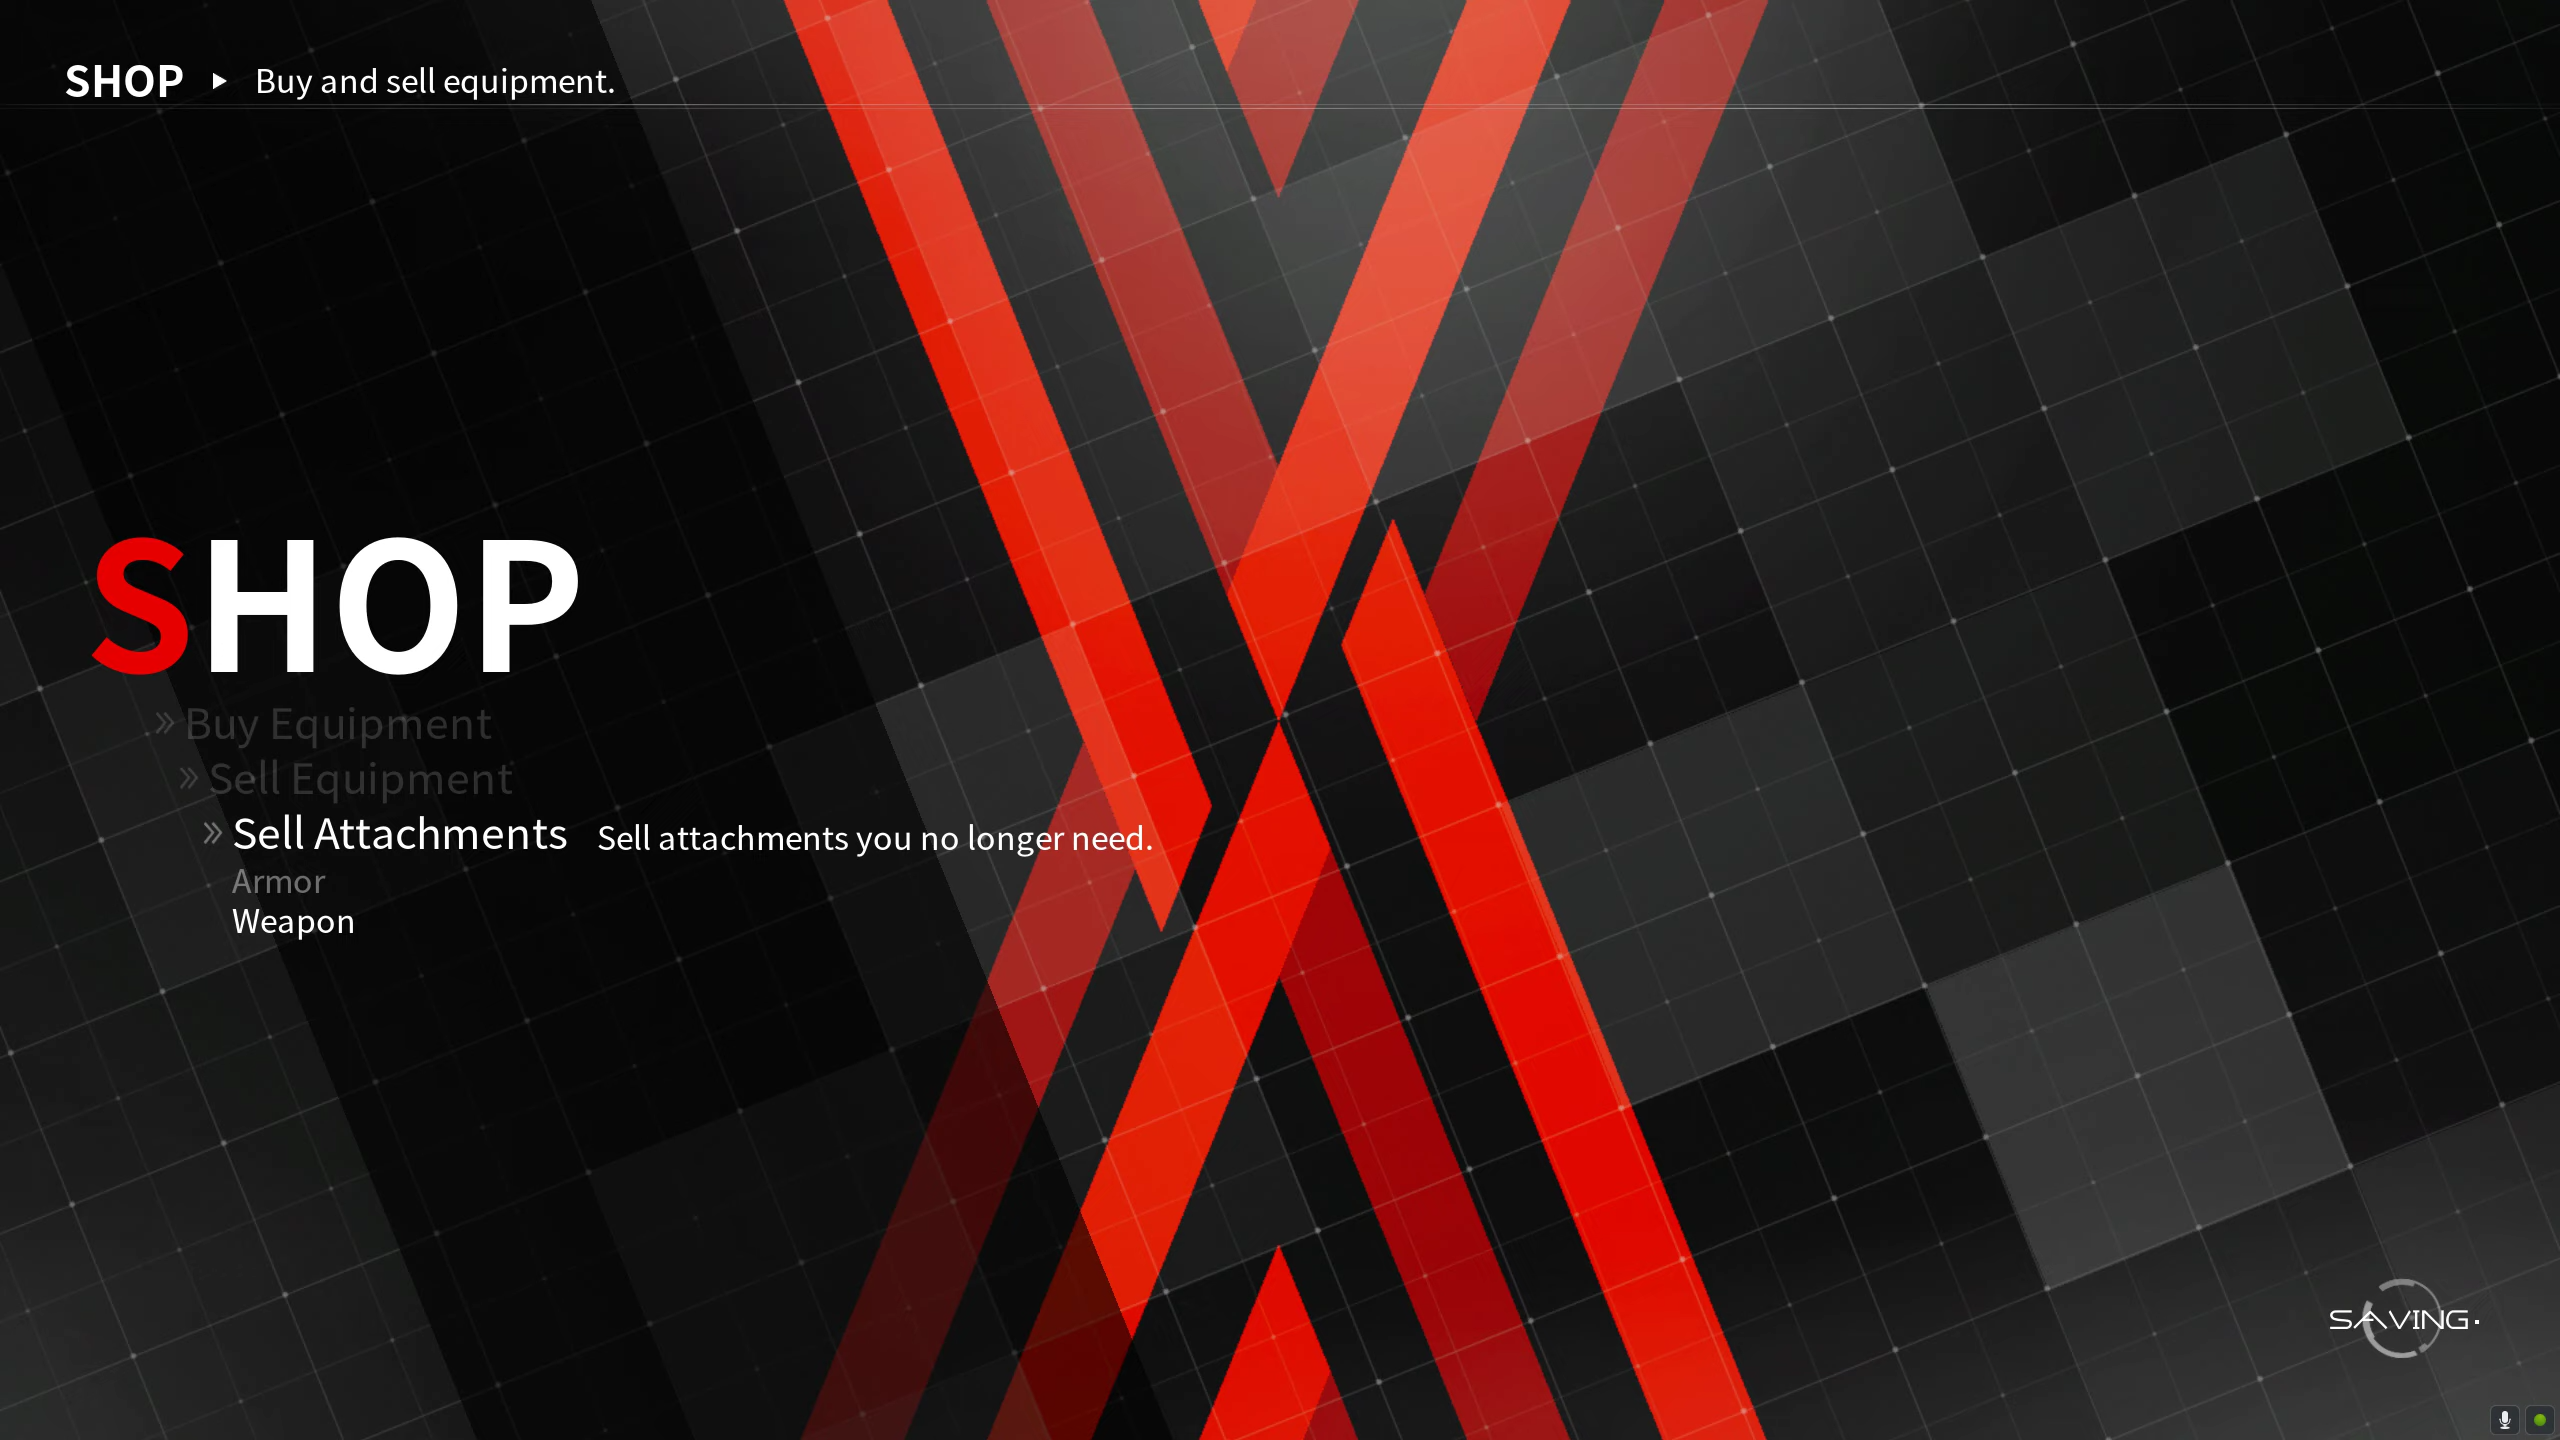 SHOP ▶ Buy and sell equipment.
SHOP
» Buy Equipment
» Sell Equipment
» Sell Attachments Sell attachments you no longer need.
Armor
Weapon
SAVING.